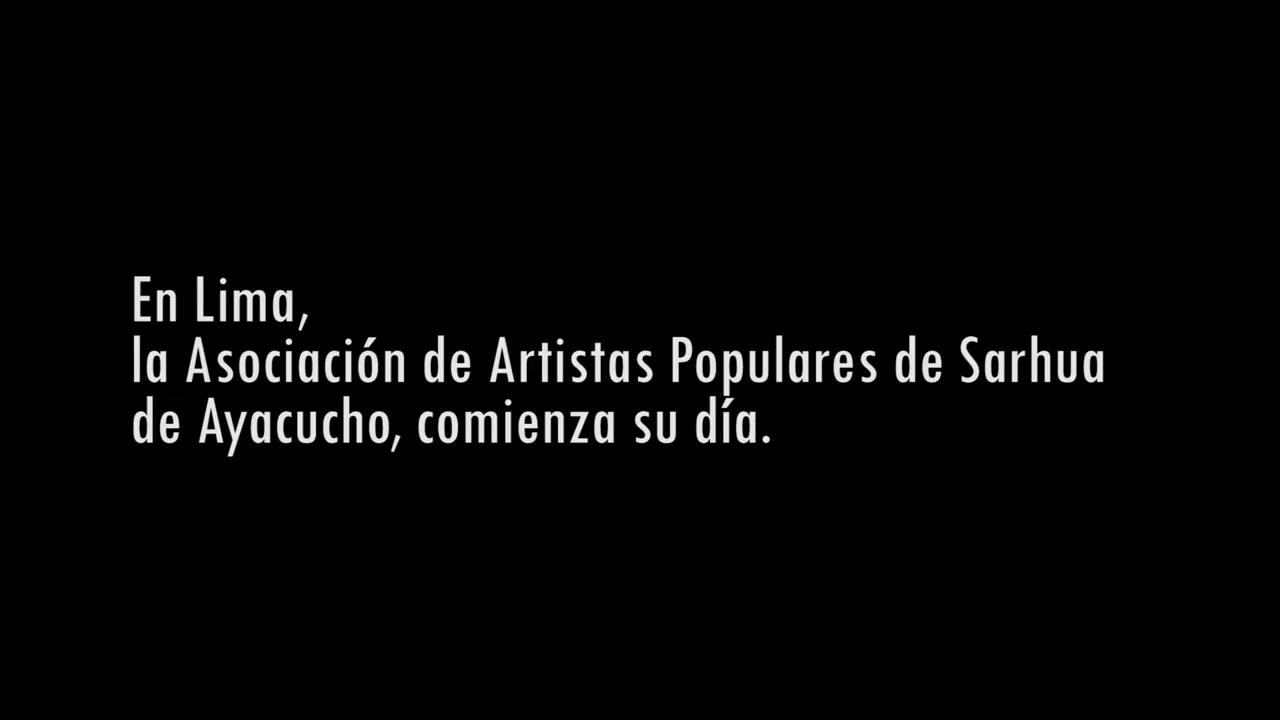 En Lima,
la Asociación de Artistas Populares de Sarhua
de Ayacucho, comienza su día.